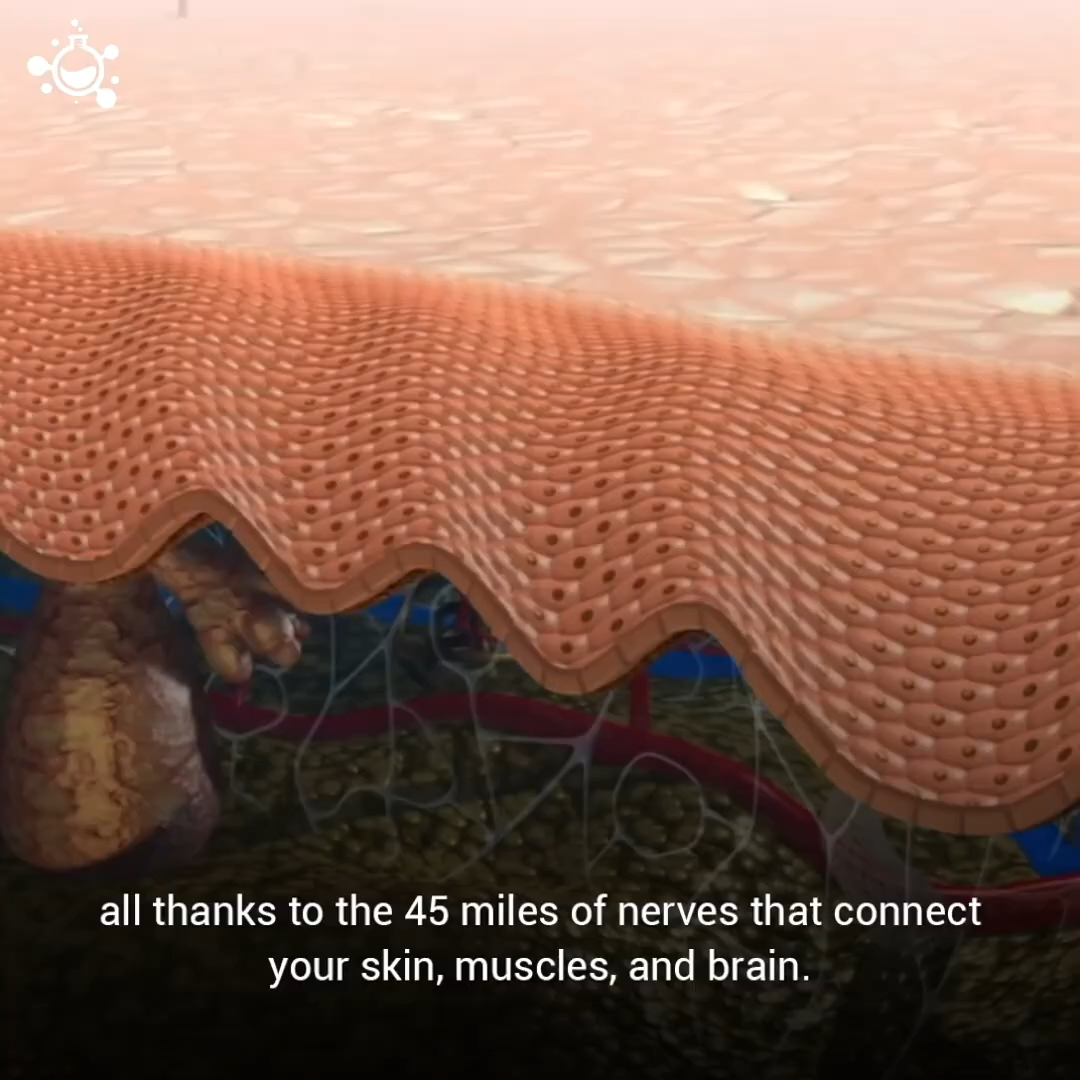 all thanks to the 45 miles of nerves that connect
your skin, muscles, and brain.